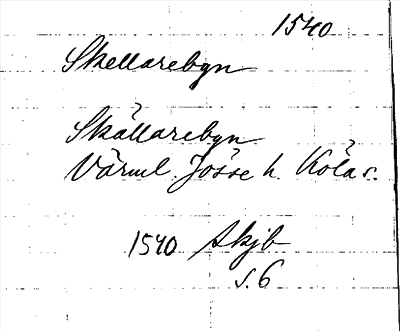 1540
Skellarebyn
Skällarebyn
Värml. Jösse h. Köla s.
1540 Skjb
s. 6